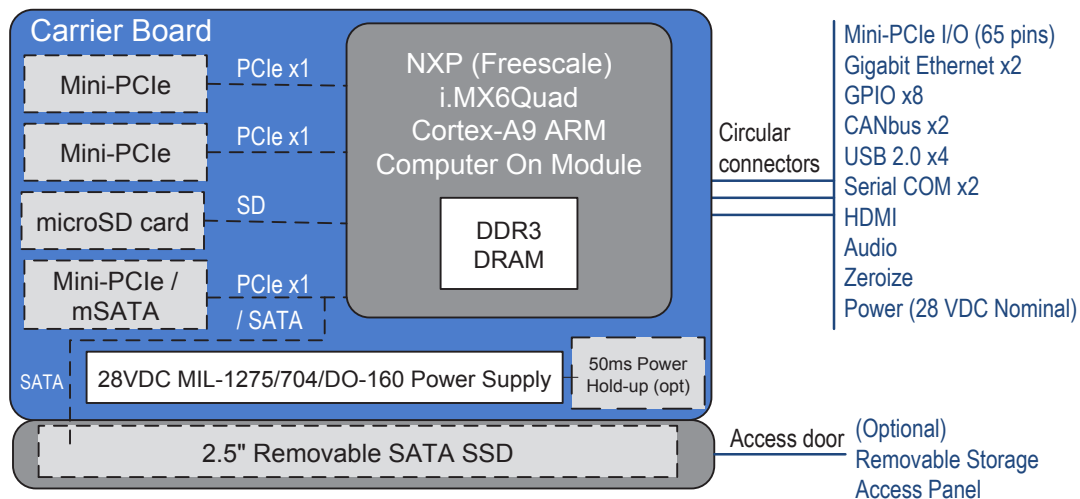 Carrier Board
Mini-PCIe
PCIe x1
Mini-PCIe
PCIe x1
microSD card
SD
Mini-PCIe /
mSATA
PCIe x1
/ SATA
NXP (Freescale)
i.MX6Quad
Cortex-A9 ARM
Computer On Module
DDR3
DRAM
SATA
28VDC MIL-1275/704/DO-160 Power Supply
50ms Power
Hold-up (opt)
2.5" Removable SATA SSD
Circular
connectors
Mini-PCIe I/O (65 pins)
Gigabit Ethernet x2
GPIO x8
CANbus x2
USB 2.0 x4
Serial COM x2
HDMI
Audio
Zeroize
Power (28 VDC Nominal)
Access door
(Optional)
Removable Storage
Access Panel